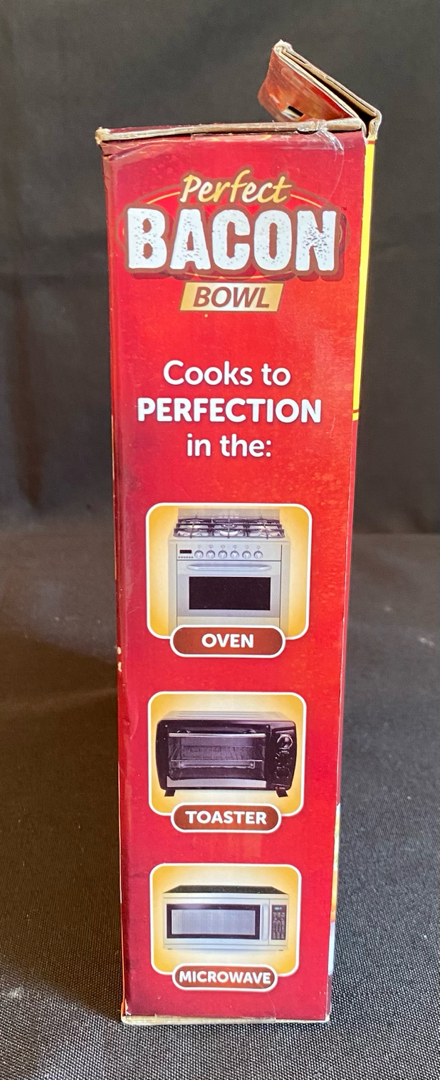 Perfect
BACON
BOWL
Cooks to
PERFECTION
in the:
OVEN
TOASTER
MICROWAVE